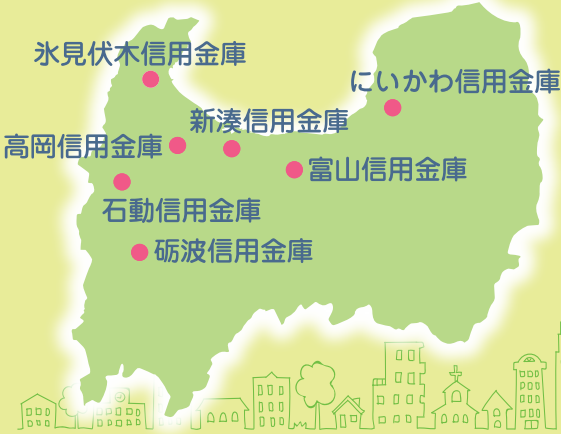 氷見伏木信用金庫
にいかわ信用金庫
新湊信用金庫
高岡信用金庫
富山信用金庫
石動信用金庫
砺波信用金庫